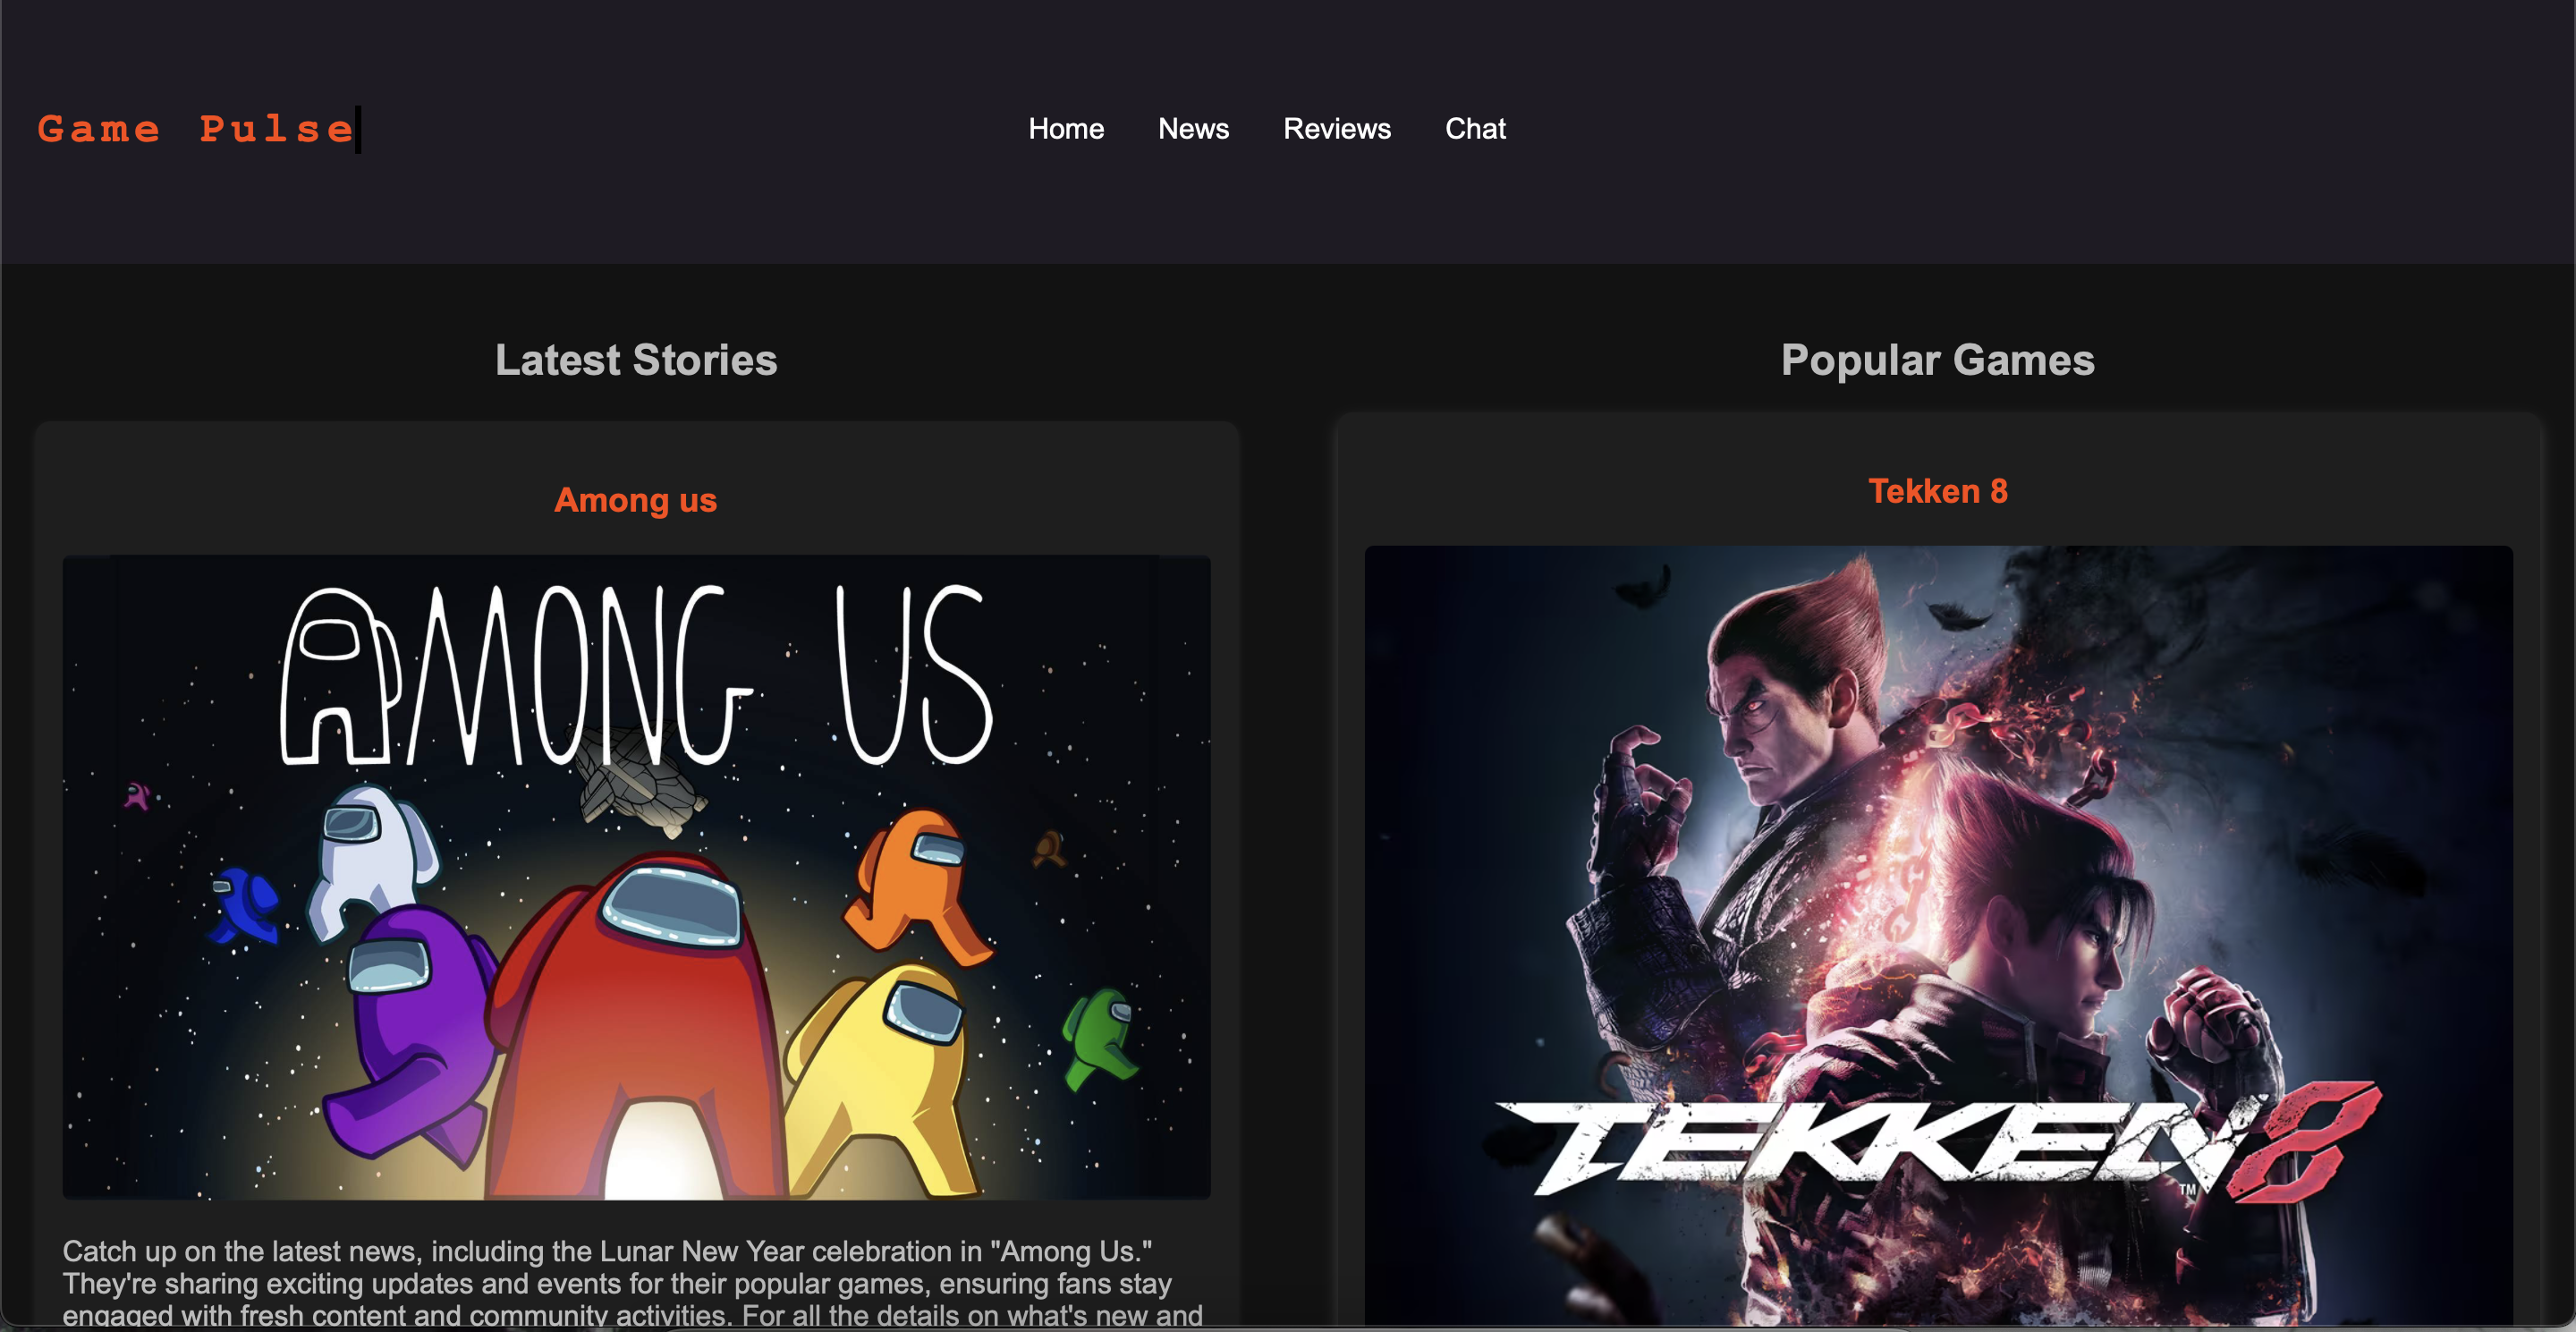 Game Pulse
Home News Reviews Chat
Latest Stories
Among us
AMONG US
Catch up on the latest news, including the Lunar New Year celebration in "Among Us."
They're sharing exciting updates and events for their popular games, ensuring fans stay
engaged with fresh content and community activities. For all the details on what's new and
Popular Games
Tekken 8
TEKKEN 8
TM